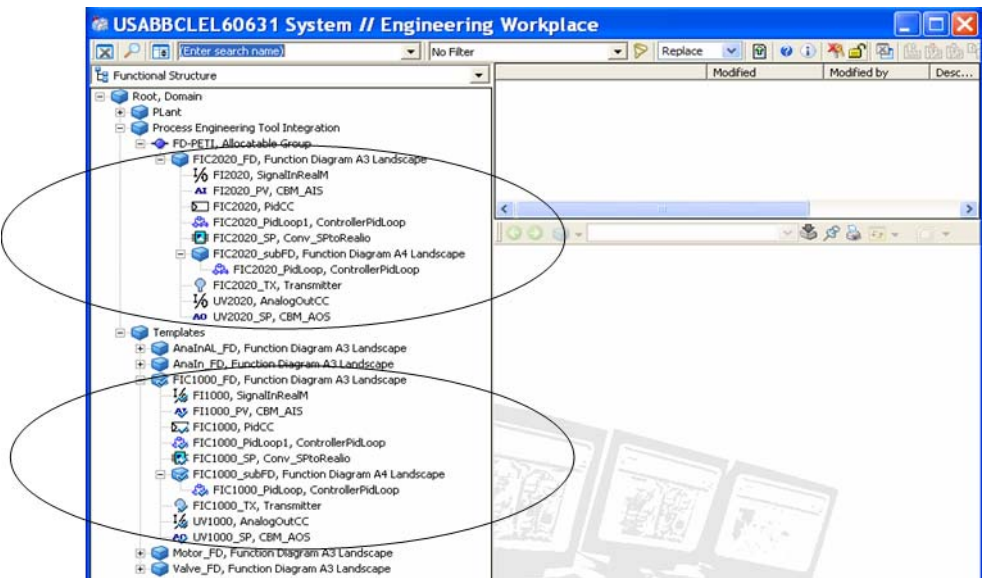 USABBCLEL60631 System // Engineering Workplace
(Enter search name) No Filter Replace
Functional Structure
Modified Modified by Desc...
Root, Domain
PLant
Process Engineering Tool Integration
FD-PETI, Allocatable Group
FIC2020_FD, Function Diagram A3 Landscape
FI2020, SignalInRealM
FI2020_PV, CBM_AIS
FIC2020, PidCC
FIC2020_PidLoop1, ControllerPidLoop
FIC2020_SP, Conv_SPtoRealio
FIC2020_subFD, Function Diagram A4 Landscape
FIC2020_PidLoop, ControllerPidLoop
FIC2020_TX, Transmitter
UV2020, AnalogOutCC
UV2020_SP, CBM_AOS
Templates
AnaInAL_FD, Function Diagram A3 Landscape
AnaIn_FD, Function Diagram A3 Landscape
FIC1000_FD, Function Diagram A3 Landscape
FI1000, SignalInRealM
FI1000_PV, CBM_AIS
FIC1000, PidCC
FIC1000_PidLoop1, ControllerPidLoop
FIC1000_SP, Conv_SPtoRealio
FIC1000_subFD, Function Diagram A4 Landscape
FIC1000_PidLoop, ControllerPidLoop
FIC1000_TX, Transmitter
UV1000, AnalogOutCC
UV1000_SP, CBM_AOS
Motor_FD, Function Diagram A3 Landscape
Valve_FD, Function Diagram A3 Landscape